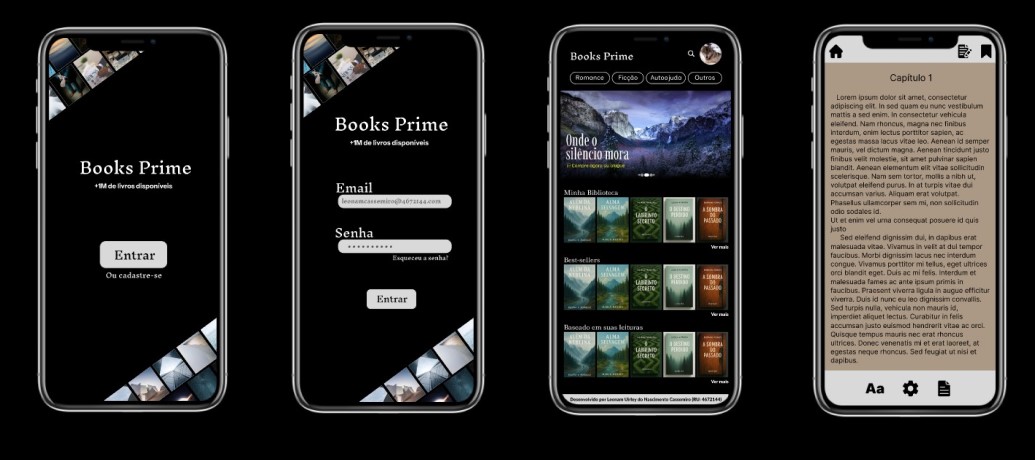 Books Prime
+1M de livros disponíveis
Entrar
Ou cadastre-se
Books Prime
+1M de livros disponíveis
Email
leonamcassemiro@4672144.com
Senha
Esqueceu a senha?
Entrar
Books Prime
Romance
Ficção
Autoajuda
Outros
Onde o
silêncio mora
Compre agora ou alugue
Minha Biblioteca
ALMA
SELVAGEM
O
LABIRINTO
SECRETO
O DESTINO
PERDIDO
A SOMBRA
DO
PASSADO
Ver mais
Best-sellers
ALMA
SELVAGEM
O
LABIRINTO
SECRETO
O DESTINO
PERDIDO
A SOMBRA
DO
PASSADO
Ver mais
Baseado em suas leituras
ALMA
SELVAGEM
O
LABIRINTO
SECRETO
O DESTINO
PERDIDO
A SOMBRA
DO
PASSADO
Ver mais
Desenvolvido por Leonam Ulrley do Nascimento Cassemiro (RU: 4672144)
Capítulo 1
Lorem ipsum dolor sit amet, consectetur
adipiscing elit. In sed quam eu nunc vestibulum
mattis a sed enim. In consectetur vehicula
eleifend. Nam rhoncus, magna nec finibus
interdum, enim lectus porttitor sapien, ac
egestas massa lacus vitae leo. Aenean id semper
mauris, vel dictum magna. Aenean tincidunt justo
finibus velit molestie, sit amet pulvinar sapien
blandit. Aenean elementum elit vitae sollicitudin
scelerisque. Nam sem tortor, mollis a nibh ut,
volutpat eleifend purus. In at turpis vitae dui
accumsan varius. Aliquam erat volutpat.
Phasellus ullamcorper sem mi, non sollicitudin
odio sodales id.
Ut et enim vel urna consequat posuere id quis
justo
Sed eleifend dignissim dui, in dapibus erat
malesuada vitae. Vivamus in velit at dui tempor
faucibus. Morbi dignissim lacus nec interdum
congue. Vivamus porttitor mi tellus, eget ultrices
orci blandit eget. Duis ac mi felis. Interdum et
malesuada fames ac ante ipsum primis in
faucibus. Praesent viverra ligula in augue efficitur
viverra. Duis id nunc eu leo dignissim convallis.
Sed turpis nulla, vehicula non mauris id,
imperdiet aliquet lectus. Curabitur in felis
accumsan justo euismod hendrerit vitae ac orci.
Quisque tempus mauris nec erat rhoncus
ultrices. Donec venenatis mi et erat laoreet, at
egestas neque rhoncus. Sed feugiat ut nisi et
dapibus.
Aa